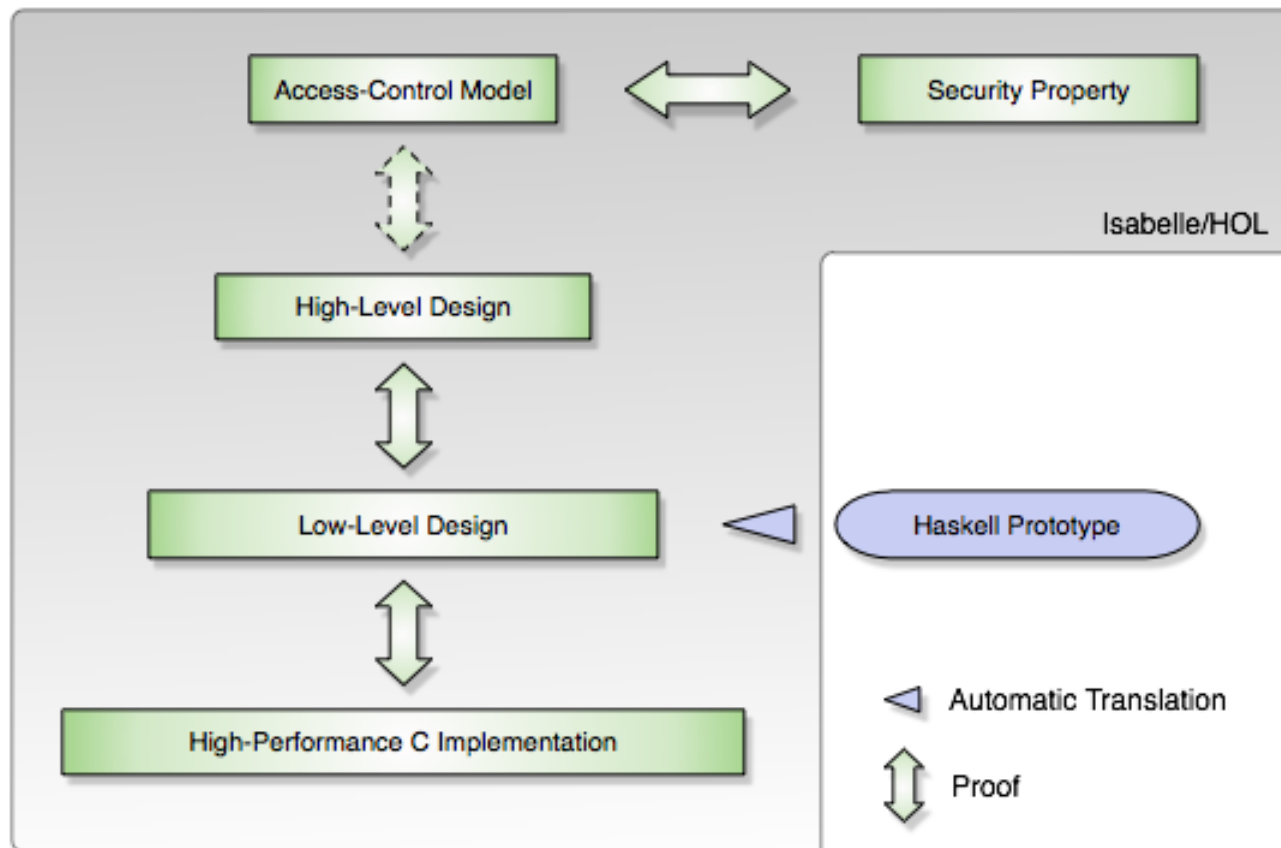 Access-Control Model
Security Property
Isabelle/HOL
High-Level Design
Low-Level Design
Haskell Prototype
High-Performance C Implementation
Automatic Translation
Proof